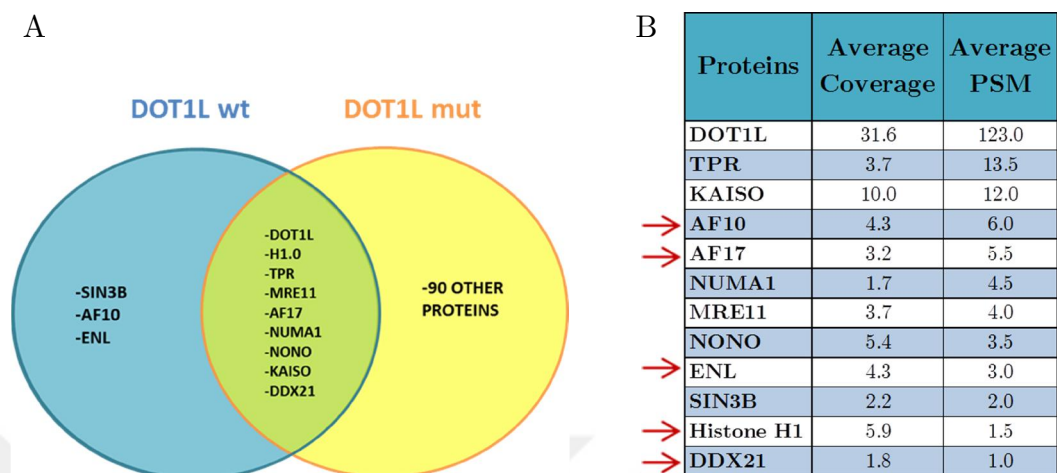 A
DOT1L wt
DOT1L mut
-SIN3B
-AF10
-ENL
-DOT1L
-H1.0
-TPR
-MRE11
-AF17
-NUMA1
-NONO
-KAISO
-DDX21
-90 OTHER
PROTEINS
B
Proteins Average Coverage Average PSM
DOT1L 31.6 123.0
TPR 3.7 13.5
KAISO 10.0 12.0
AF10 4.3 6.0
AF17 3.2 5.5
NUMA1 1.7 4.5
MRE11 3.7 4.0
NONO 5.4 3.5
ENL 4.3 3.0
SIN3B 2.2 2.0
Histone H1 5.9 1.5
DDX21 1.8 1.0